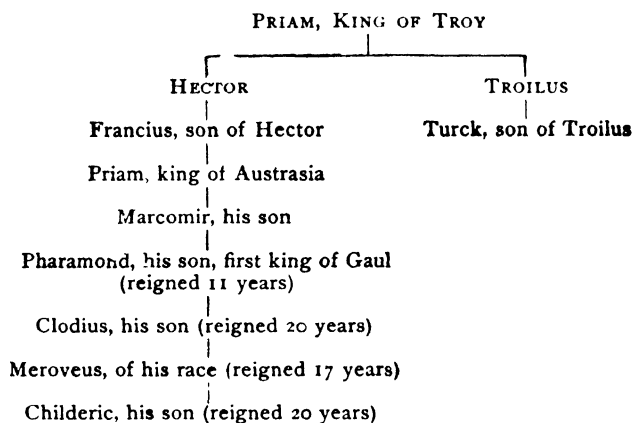 PRIAM, KING OF TROY
HECTOR TROILUS
Francius, son of Hector Turck, son of Troilus
Priam, king of Austrasia
Marcomir, his son
Pharamond, his son, first king of Gaul
(reigned 11 years)
Clodius, his son (reigned 20 years)
Meroveus, of his race (reigned 17 years)
Childeric, his son (reigned 20 years)